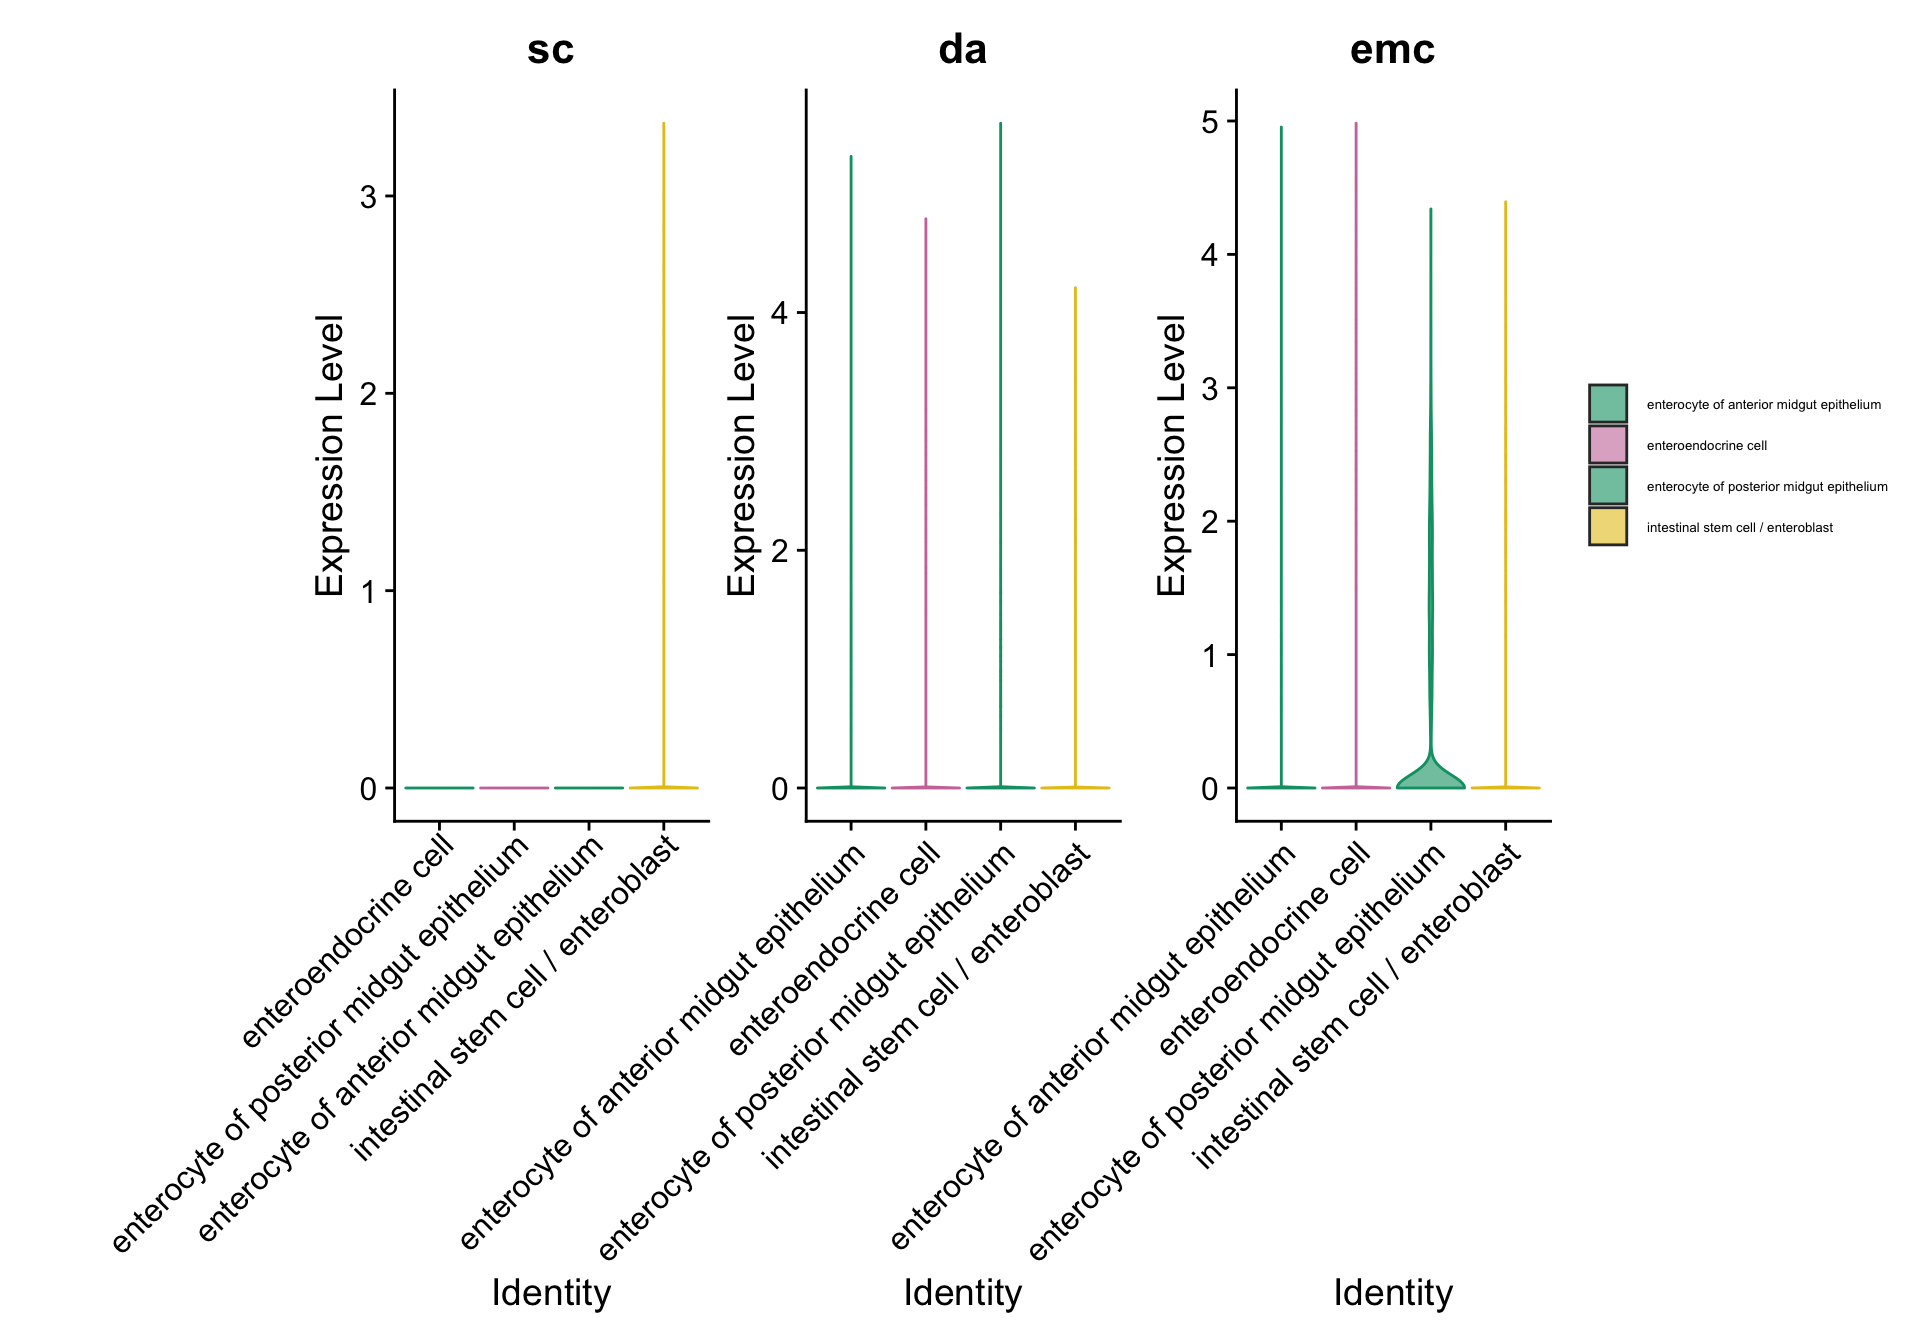 sc
da
emc
Expression Level
3
2
1
0
Expression Level
4
2
0
Expression Level
5
4
3
2
1
0
enteroendocrine cell
enterocyte of posterior midgut epithelium
enterocyte of anterior midgut epithelium
intestinal stem cell / enteroblast
enterocyte of anterior midgut epithelium
enteroendocrine cell
enterocyte of posterior midgut epithelium
intestinal stem cell / enteroblast
enterocyte of anterior midgut epithelium
enteroendocrine cell
enterocyte of posterior midgut epithelium
intestinal stem cell / enteroblast
Identity
Identity
Identity
enterocyte of anterior midgut epithelium
enteroendocrine cell
enterocyte of posterior midgut epithelium
intestinal stem cell / enteroblast